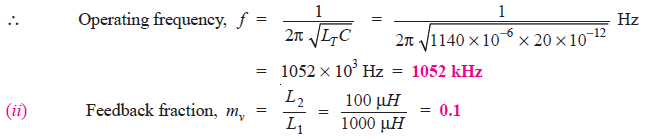 ∴ Operating frequency, f = 1 / 2π √L_T C = 1 / 2π √1140 × 10⁻⁶ × 20 × 10⁻¹² Hz
= 1052 × 10³ Hz = 1052 kHz
(ii) Feedback fraction, m_v = L₂ / L₁ = 100 μH / 1000 μH = 0.1